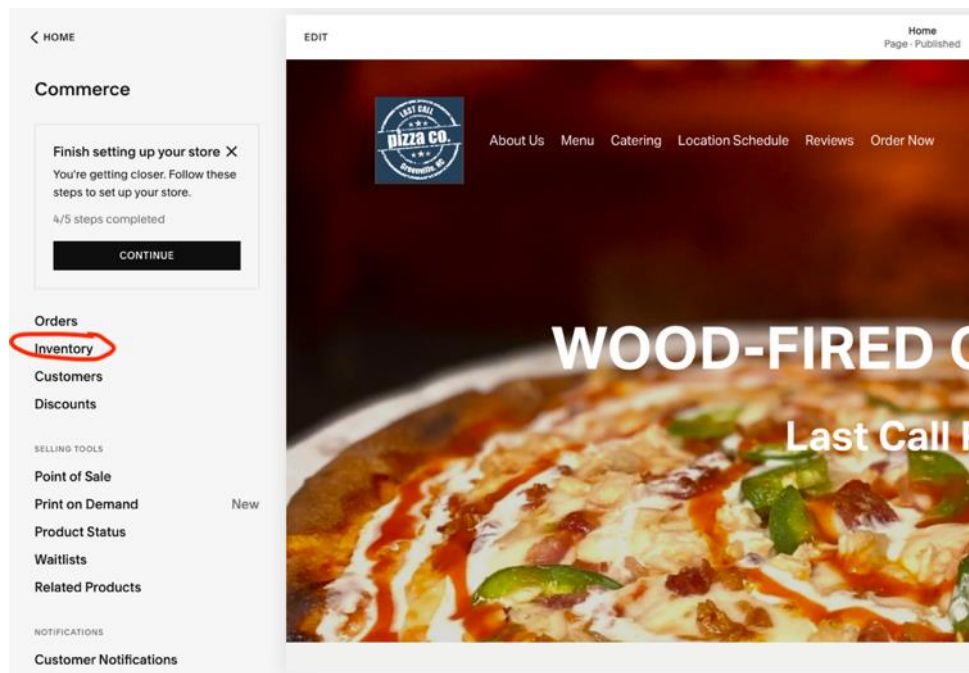 HOME
Commerce
Finish setting up your store
You're getting closer. Follow these
steps to set up your store.
4/5 steps completed
CONTINUE
Orders
Inventory
Customers
Discounts
SELLING TOOLS
Point of Sale
Print on Demand New
Product Status
Waitlists
Related Products
NOTIFICATIONS
Customer Notifications
EDIT
Home
Page · Published
LAST CALL
pizza co.
Greenville, NC
About Us Menu Catering Location Schedule Reviews Order Now
WOOD-FIRED
Last Call